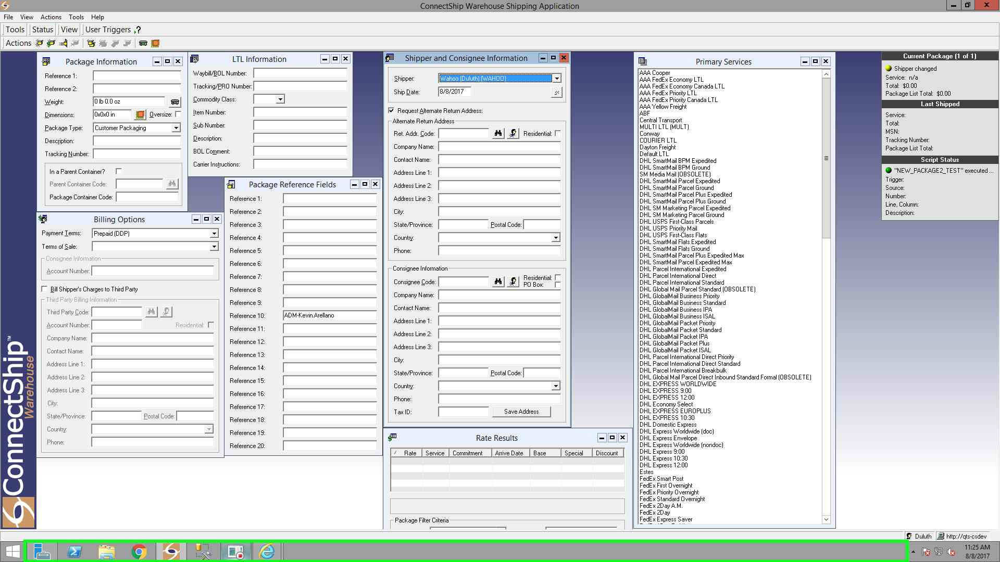 ConnectShip Warehouse Shipping Application
File View Actions Tools Help
Tools Status View User Triggers
Actions
Package Information
Reference 1:
Reference 2:
Weight: 0 lb 0.0 oz
Dimensions: 0x0x0 in Oversize:
Package Type: Customer Packaging
Description:
Tracking Number:
In a Parent Container?
Parent Container Code:
Package Container Code:
LTL Information
Waybill/BOL Number:
Tracking/PRO Number:
Commodity Class:
Item Number:
Sub Number:
Description:
BOL Comment:
Carrier Instructions:
Billing Options
Payment Terms: Prepaid (DDP)
Terms of Sale:
Consignee Information
Account Number:
Bill Shipper's Charges to Third Party
Third Party Billing Information
Third Party Code:
Account Number: Residential:
Company Name:
Contact Name:
Address Line 1:
Address Line 2:
Address Line 3:
City:
State/Province: Postal Code:
Country:
Phone:
Package Reference Fields
Reference 1:
Reference 2:
Reference 3:
Reference 4:
Reference 5:
Reference 6:
Reference 7:
Reference 8:
Reference 9:
Reference 10: ADM-Kevin.Arellano
Reference 11:
Reference 12:
Reference 13:
Reference 14:
Reference 15:
Reference 16:
Reference 17:
Reference 18:
Reference 19:
Reference 20:
Shipper and Consignee Information
Shipper: Wahoo (Duluth) (WAHOO)
Ship Date: 8/8/2017 <<
Request Alternate Return Address:
Alternate Return Address
Ret. Addr. Code: Residential:
Company Name:
Contact Name:
Address Line 1:
Address Line 2:
Address Line 3:
City:
State/Province: Postal Code:
Country:
Phone:
Consignee Information
Consignee Code: Residential:
PO Box:
Company Name:
Contact Name:
Address Line 1:
Address Line 2:
Address Line 3:
City:
State/Province: Postal Code:
Country:
Phone:
Tax ID: Save Address
Rate Results
/ Rate Service Commitment Arrive Date Base Special Discount
Package Filter Criteria
Primary Services
AAA Cooper
AAA FedEx Economy LTL
AAA FedEx Economy Canada LTL
AAA FedEx Priority LTL
AAA FedEx Priority Canada LTL
AAA Yellow Freight
ABF
Central Transport
MULTI LTL (MULT)
Conway
COURIER LTL
Dayton Freight
Default LTL
DHL SmartMail BPM Expedited
DHL SmartMail BPM Ground
SM Media Mail (OBSOLETE)
DHL SmartMail Parcel Expedited
DHL SmartMail Parcel Ground
DHL SmartMail Parcel Plus Expedited
DHL SmartMail Parcel Plus Ground
DHL SM Marketing Parcel Expedited
DHL SM Marketing Parcel Ground
DHL USPS First-Class Parcels
DHL USPS Priority Mail
DHL USPS First-Class Flats
DHL SmartMail Flats Expedited
DHL SmartMail Flats Ground
DHL SmartMail Parcel Plus Expedited Max
DHL SmartMail Parcel Expedited Max
DHL Parcel International Expedited
DHL Parcel International Direct
DHL Parcel International Standard
DHL Global Mail Parcel Standard (OBSOLETE)
DHL GlobalMail Business Priority
DHL GlobalMail Business Standard
DHL GlobalMail Business IPA
DHL GlobalMail Business ISAL
DHL GlobalMail Packet Priority
DHL GlobalMail Packet Standard
DHL GlobalMail Packet IPA
DHL GlobalMail Packet Plus
DHL GlobalMail Packet ISAL
DHL Parcel International Direct Priority
DHL Parcel International Direct Standard
DHL Parcel International Breakbulk
DHL Global Mail Parcel Direct Inbound Standard Formal (OBSOLETE)
DHL EXPRESS WORLDWIDE
DHL EXPRESS 9:00
DHL EXPRESS 12:00
DHL Economy Select
DHL EXPRESS EUROPLUS
DHL EXPRESS 10:30
DHL Domestic Express
DHL Express Worldwide (doc)
DHL Express Envelope
DHL Express Worldwide (nondoc)
DHL Express 9:00
DHL Express 10:30
DHL Express 12:00
Estes
FedEx Smart Post
FedEx First Overnight
FedEx Priority Overnight
FedEx Standard Overnight
FedEx 2Day A.M.
FedEx 2Day
FedEx Express Saver
Current Package (1 of 1)
Shipper changed
Service: n/a
Total: $0.00
Package List Total: $0.00
Last Shipped
Service:
Total:
MSN:
Tracking Number:
Package List Total:
Script Status
"NEW_PACKAGE2_TEST" executed ...
Trigger:
Source:
Number:
Line, Column:
Description:
ConnectShip™
Warehouse
Duluth http://qts-csdev
11:25 AM
8/8/2017